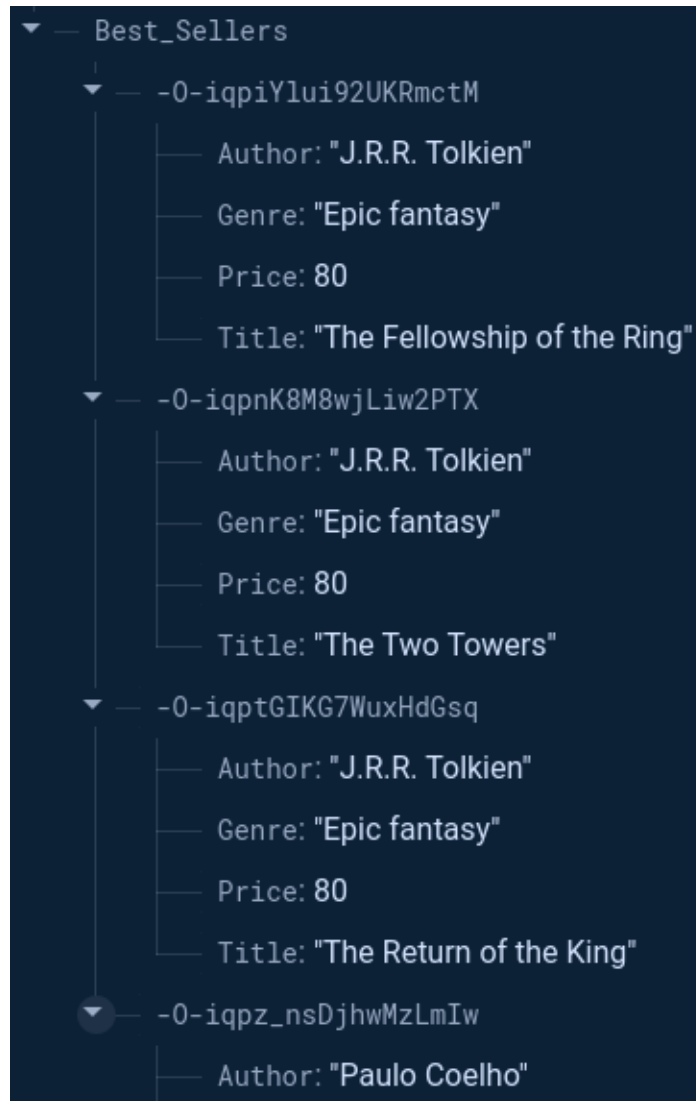 Best_Sellers
-O-iqpiYlui92UKRmctM
Author: "J.R.R. Tolkien"
Genre: "Epic fantasy"
Price: 80
Title: "The Fellowship of the Ring"
-O-iqpnK8M8wjLiw2PTX
Author: "J.R.R. Tolkien"
Genre: "Epic fantasy"
Price: 80
Title: "The Two Towers"
-O-iqptGIKG7WuxHdGsq
Author: "J.R.R. Tolkien"
Genre: "Epic fantasy"
Price: 80
Title: "The Return of the King"
-O-iqpz_nsDjhwMzLmIw
Author: "Paulo Coelho"